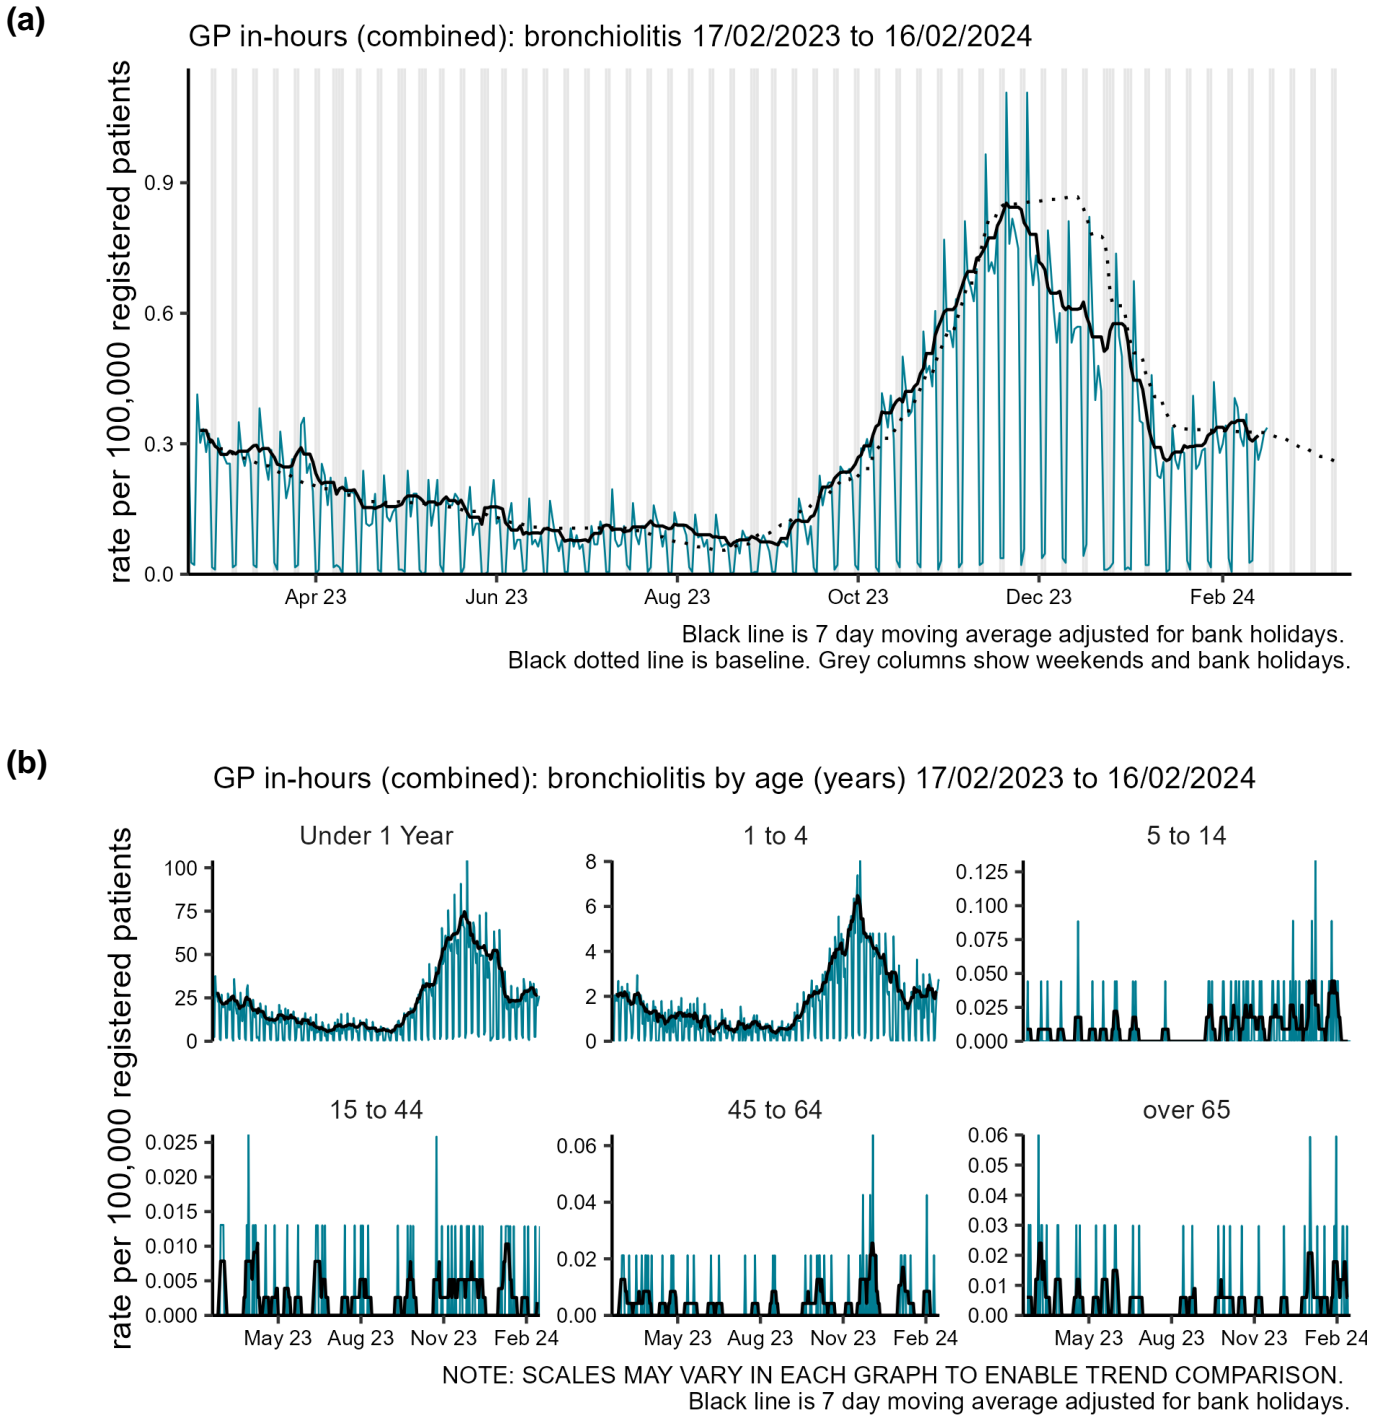 (a)
GP in-hours (combined): bronchiolitis 17/02/2023 to 16/02/2024
rate per 100,000 registered patients
0.9
0.6
0.3
0.0
Apr 23 Jun 23 Aug 23 Oct 23 Dec 23 Feb 24
Black line is 7 day moving average adjusted for bank holidays.
Black dotted line is baseline. Grey columns show weekends and bank holidays.
(b)
GP in-hours (combined): bronchiolitis by age (years) 17/02/2023 to 16/02/2024
rate per 100,000 registered patients
Under 1 Year
100
75
50
25
0
1 to 4
8
6
4
2
0
5 to 14
0.125
0.100
0.075
0.050
0.025
0.000
15 to 44
0.025
0.020
0.015
0.010
0.005
0.000
May 23 Aug 23 Nov 23 Feb 24
45 to 64
0.06
0.04
0.02
0.00
May 23 Aug 23 Nov 23 Feb 24
over 65
0.06
0.05
0.04
0.03
0.02
0.01
0.00
May 23 Aug 23 Nov 23 Feb 24
NOTE: SCALES MAY VARY IN EACH GRAPH TO ENABLE TREND COMPARISON.
Black line is 7 day moving average adjusted for bank holidays.